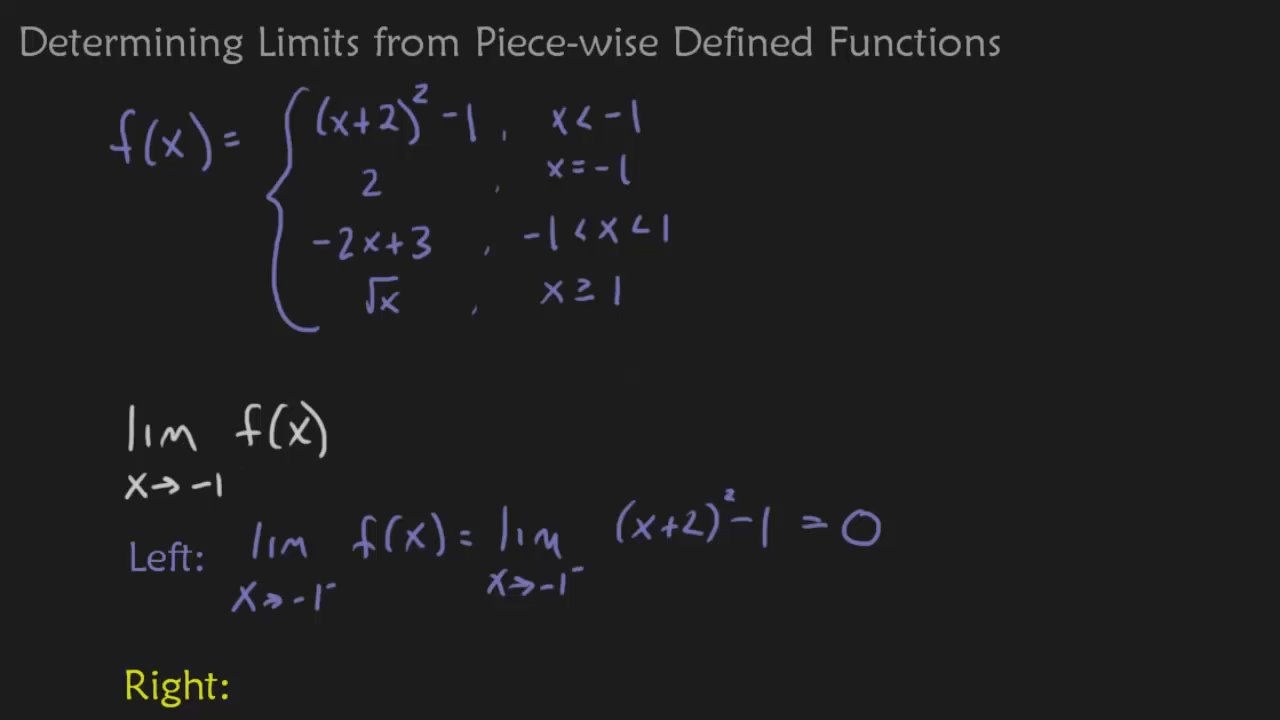 Determining Limits from Piece-wise Defined Functions
f(x) = { (x+2)² -1 , x < -1
2 , x = -1
-2x+3 , -1 < x < 1
√x , x ≥ 1
lim f(x)
x→ -1
Left: lim f(x) = lim (x+2)² -1 = 0
x→ -1⁻ x→ -1⁻
Right: